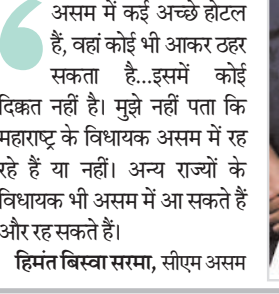 असम में कई अच्छे होटल
हैं, वहां कोई भी आकर ठहर
सकता है...इसमें कोई
दिक्कत नहीं है। मुझे नहीं पता कि
महाराष्ट्र के विधायक असम में रह
रहे हैं या नहीं। अन्य राज्यों के
विधायक भी असम में आ सकते हैं
और रह सकते हैं।
हिमंत बिस्वा सरमा, सीएम असम